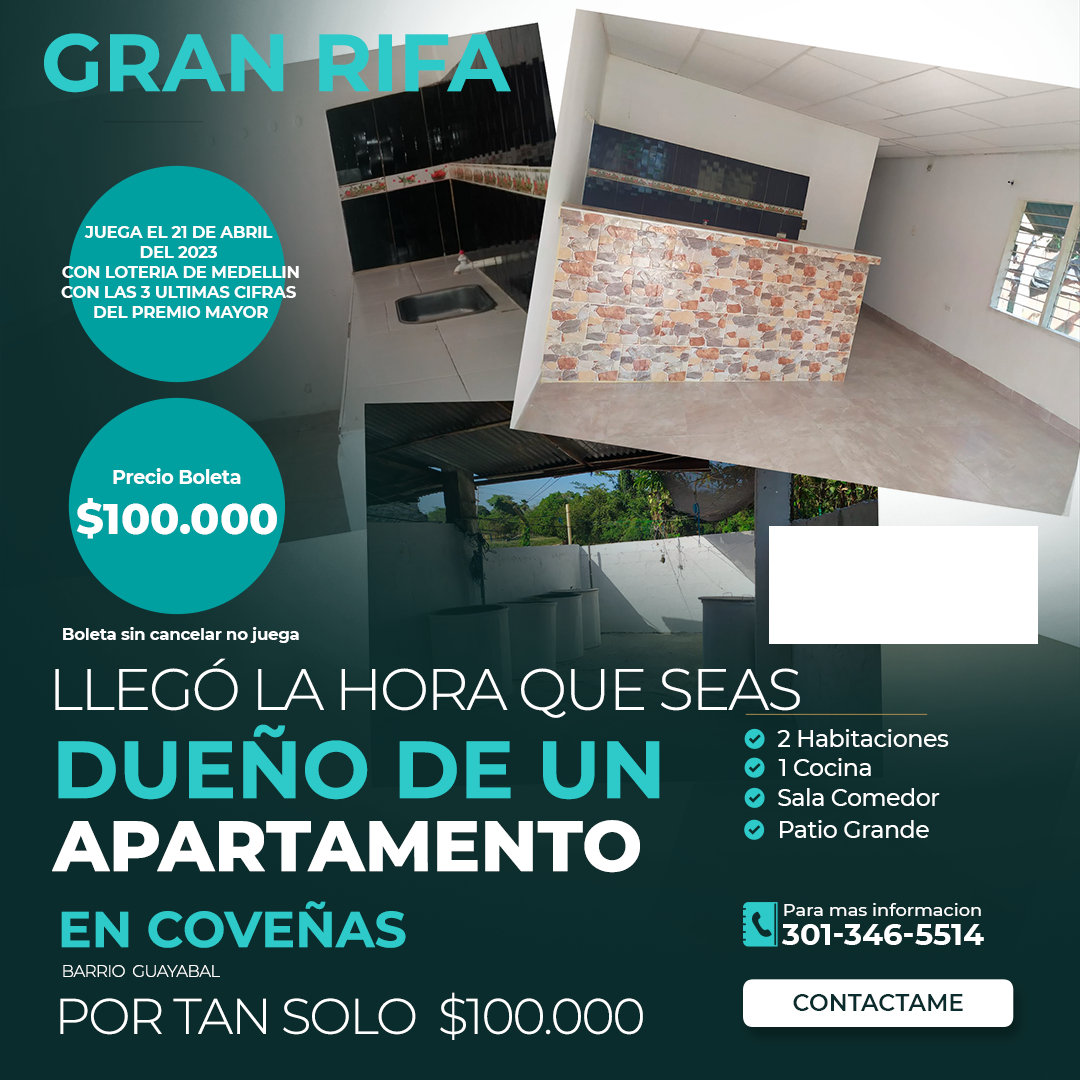 GRAN RIFA
JUEGA EL 21 DE ABRIL
DEL 2023
CON LOTERIA DE MEDELLIN
CON LAS 3 ULTIMAS CIFRAS
DEL PREMIO MAYOR
Precio Boleta
$100.000
Boleta sin cancelar no juega
LLEGÓ LA HORA QUE SEAS
DUEÑO DE UN
APARTAMENTO
EN COVEÑAS
BARRIO GUAYABAL
POR TAN SOLO $100.000
2 Habitaciones
1 Cocina
Sala Comedor
Patio Grande
Para mas informacion
301-346-5514
CONTACTAME